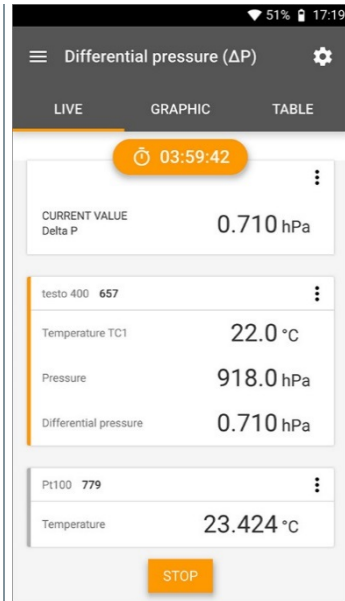 51% 17:19
Differential pressure (ΔP)
LIVE GRAPHIC TABLE
03:59:42
CURRENT VALUE
Delta P
0.710 hPa
testo 400 657
Temperature TC1 22.0 °C
Pressure 918.0 hPa
Differential pressure 0.710 hPa
Pt100 779
Temperature 23.424 °C
STOP